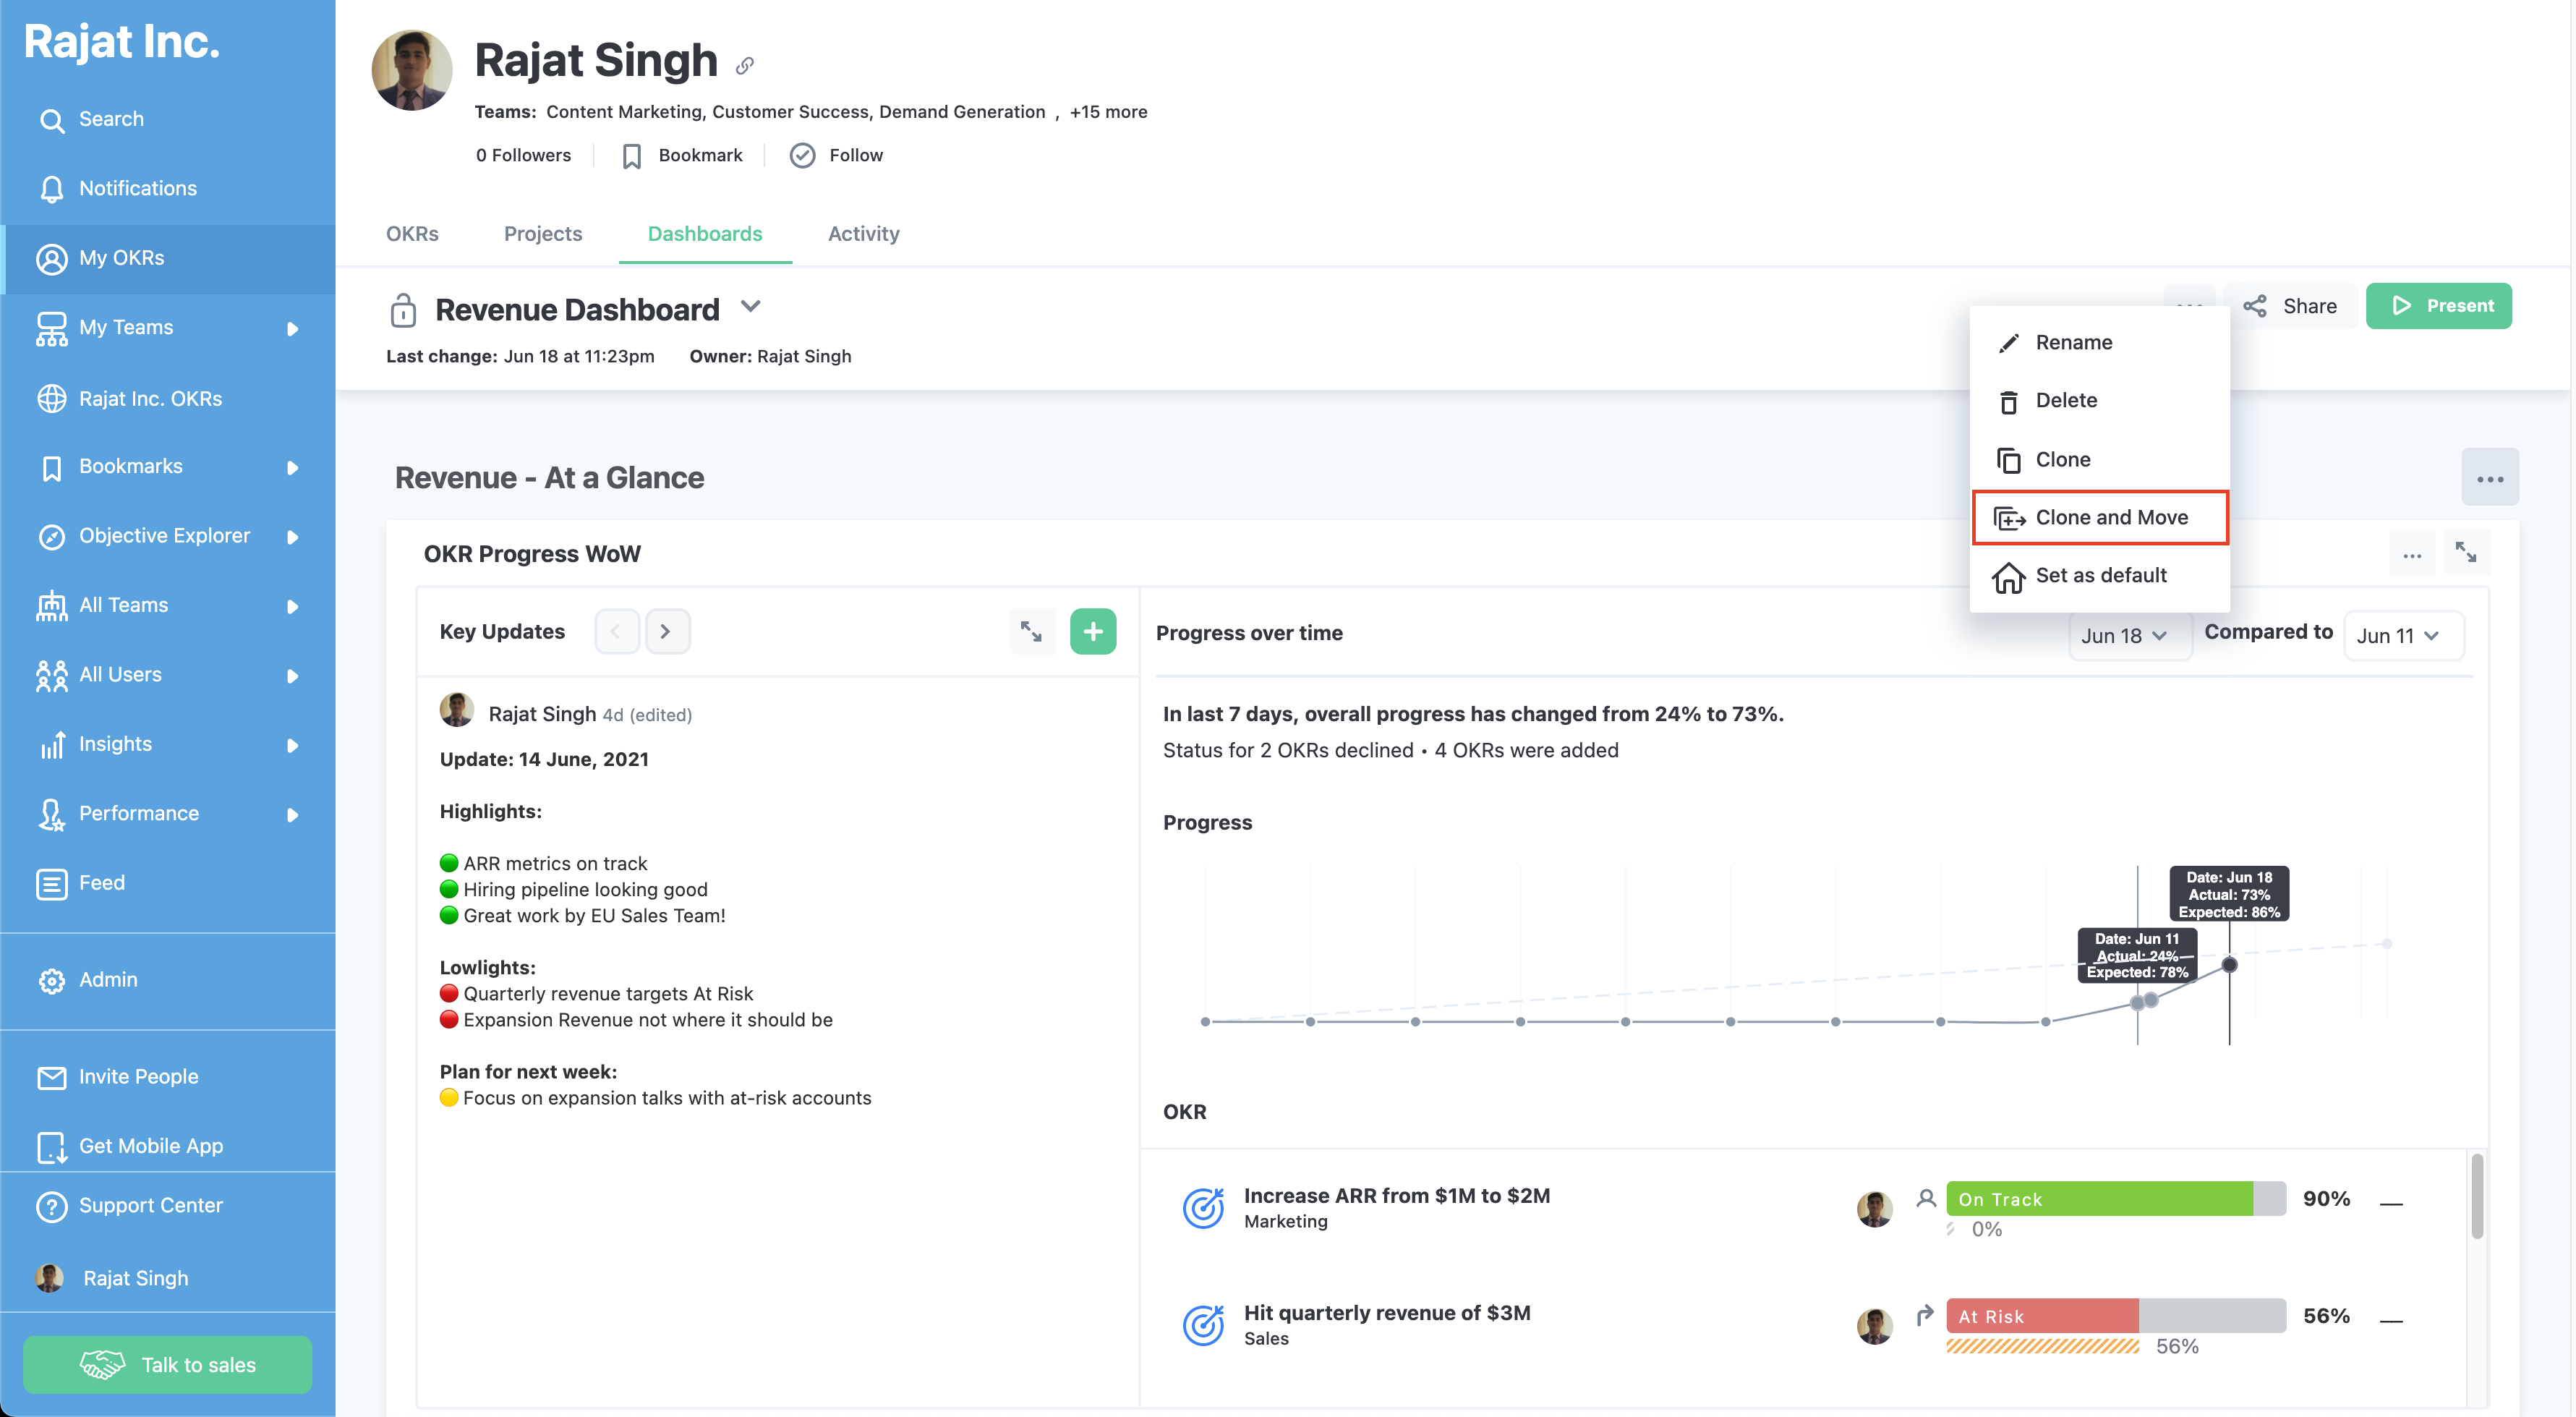 Rajat Inc.
Search
Notifications
My OKRs
My Teams
Rajat Inc. OKRs
Bookmarks
Objective Explorer
All Teams
All Users
Insights
Performance
Feed
Admin
Invite People
Get Mobile App
Support Center
Rajat Singh
Talk to sales
Rajat Singh
Teams: Content Marketing, Customer Success, Demand Generation , +15 more
0 Followers Bookmark Follow
OKRs Projects Dashboards Activity
Revenue Dashboard
Share Present
Last change: Jun 18 at 11:23pm Owner: Rajat Singh
Rename
Delete
Clone
Clone and Move
Set as default
Revenue - At a Glance
OKR Progress WoW
Key Updates
Rajat Singh 4d (edited)
Update: 14 June, 2021
Highlights:
ARR metrics on track
Hiring pipeline looking good
Great work by EU Sales Team!
Lowlights:
Quarterly revenue targets At Risk
Expansion Revenue not where it should be
Plan for next week:
Focus on expansion talks with at-risk accounts
Progress over time
Jun 18 Compared to Jun 11
In last 7 days, overall progress has changed from 24% to 73%.
Status for 2 OKRs declined • 4 OKRs were added
Progress
Date: Jun 18
Actual: 73%
Expected: 86%
Date: Jun 11
Actual: 24%
Expected: 78%
OKR
Increase ARR from $1M to $2M
Marketing
On Track 90%
0%
Hit quarterly revenue of $3M
Sales
At Risk 56%
56%